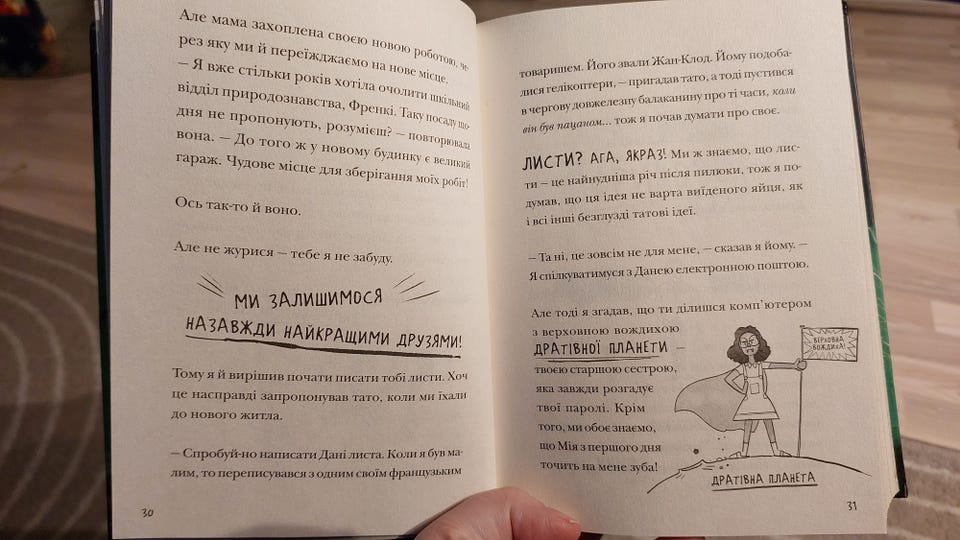 Але мама захоплена своєю новою роботою, че-
рез яку ми й переїжджаємо на нове місце.
— Я вже стільки років хотіла очолити шкільний
відділ природознавства, Френкі. Таку посаду що-
дня не пропонують, розумієш? — повторювала
вона. — До того ж у новому будинку є великий
гараж. Чудове місце для зберігання моїх робіт!
Ось так-то й воно.
Але не журися — тебе я не забуду.
МИ ЗАЛИШИМОСЯ
НАЗАВЖДИ НАЙКРАЩИМИ ДРУЗЯМИ!
Тому я й вирішив почати писати тобі листи. Хоч
це насправді запропонував тато, коли ми їхали
до нового житла.
— Спробуй-но написати Дані листа. Коли я був ма-
лим, то переписувався з одним своїм французьким
30
товаришем. Його звали Жан-Клод. Йому подоба-
лися гелікоптери, — пригадав тато, а тоді пустився
в чергову довжелезну балаканину про ті часи, коли
він був пацаном... тож я почав думати про своє.
ЛИСТИ? АГА, ЯКРАЗ! Ми ж знаємо, що лис-
ти — це найнудніша річ після пилюки, тож я по-
думав, що ця ідея не варта виїденого яйця, як
і всі інші безглузді татові ідеї.
— Та ні, це зовсім не для мене, — сказав я йому. —
Я спілкуватимуся з Данею електронною поштою.
Але тоді я згадав, що ти ділишся комп’ютером
з верховною вождихою
ДРАТІВНОЇ ПЛАНЕТИ —
твоєю старшою сестрою,
яка завжди розгадує
твої паролі. Крім
того, ми обоє знаємо,
що Мія з першого дня
точить на мене зуба!
ВЕРХОВНА
ВОЖДИХА!
ДРАТІВНА ПЛАНЕТА
31